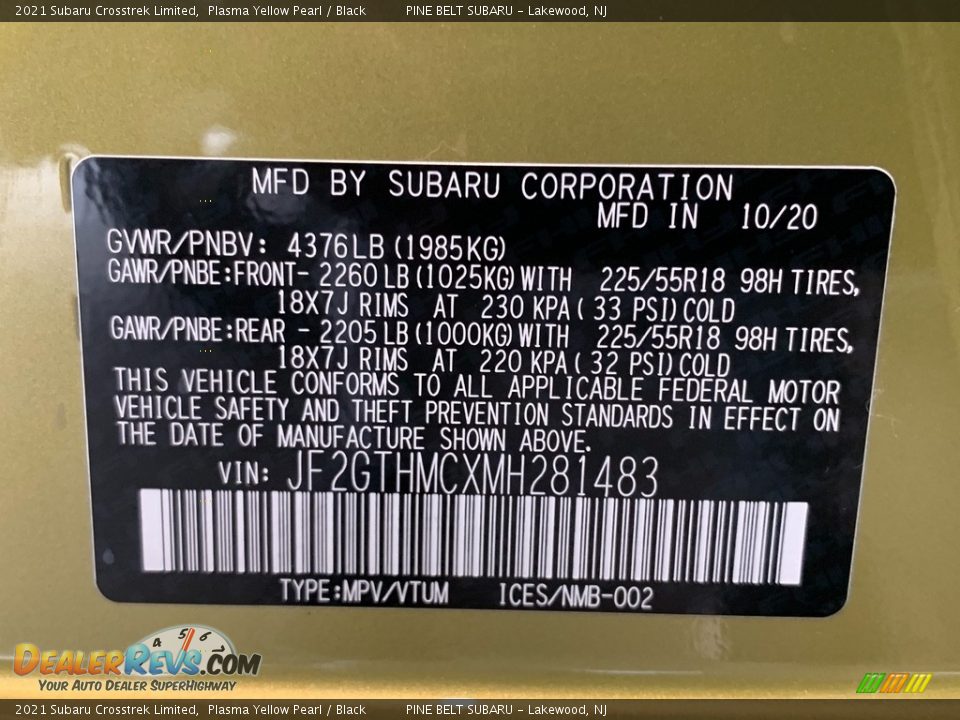 2021 Subaru Crosstrek Limited, Plasma Yellow Pearl / Black PINE BELT SUBARU - Lakewood, NJ
MFD BY SUBARU CORPORATION
MFD IN 10/20
GVWR/PNBV: 4376LB (1985KG)
GAWR/PNBE:FRONT- 2260 LB (1025KG) WITH 225/55R18 98H TIRES,
18X7J RIMS AT 230 KPA ( 33 PSI) COLD
GAWR/PNBE:REAR - 2205 LB (1000KG) WITH 225/55R18 98H TIRES,
18X7J RIMS AT 220 KPA ( 32 PSI) COLD
THIS VEHICLE CONFORMS TO ALL APPLICABLE FEDERAL MOTOR
VEHICLE SAFETY AND THEFT PREVENTION STANDARDS IN EFFECT ON
THE DATE OF MANUFACTURE SHOWN ABOVE.
VIN: JF2GTHMCXMH281483
TYPE:MPV/VTUM ICES/NMB-002
4 5 6 7
DEALERREVS.COM
YOUR AUTO DEALER SUPERHIGHWAY
2021 Subaru Crosstrek Limited, Plasma Yellow Pearl / Black PINE BELT SUBARU - Lakewood, NJ